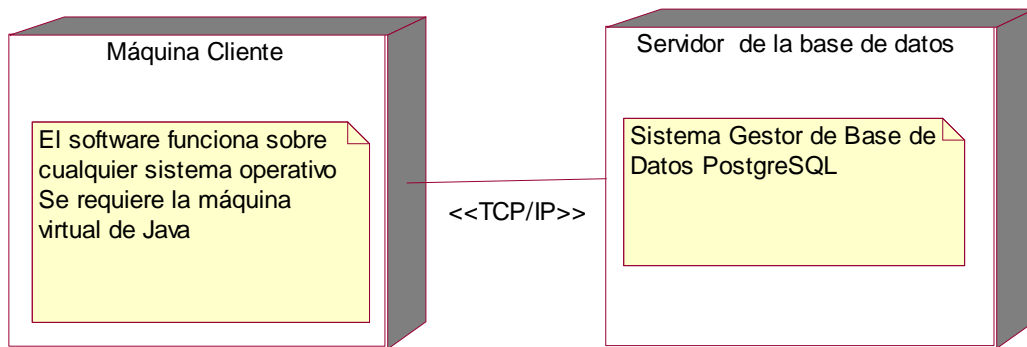 Máquina Cliente
El software funciona sobre
cualquier sistema operativo
Se requiere la máquina
virtual de Java
<<TCP/IP>>
Servidor de la base de datos
Sistema Gestor de Base de
Datos PostgreSQL